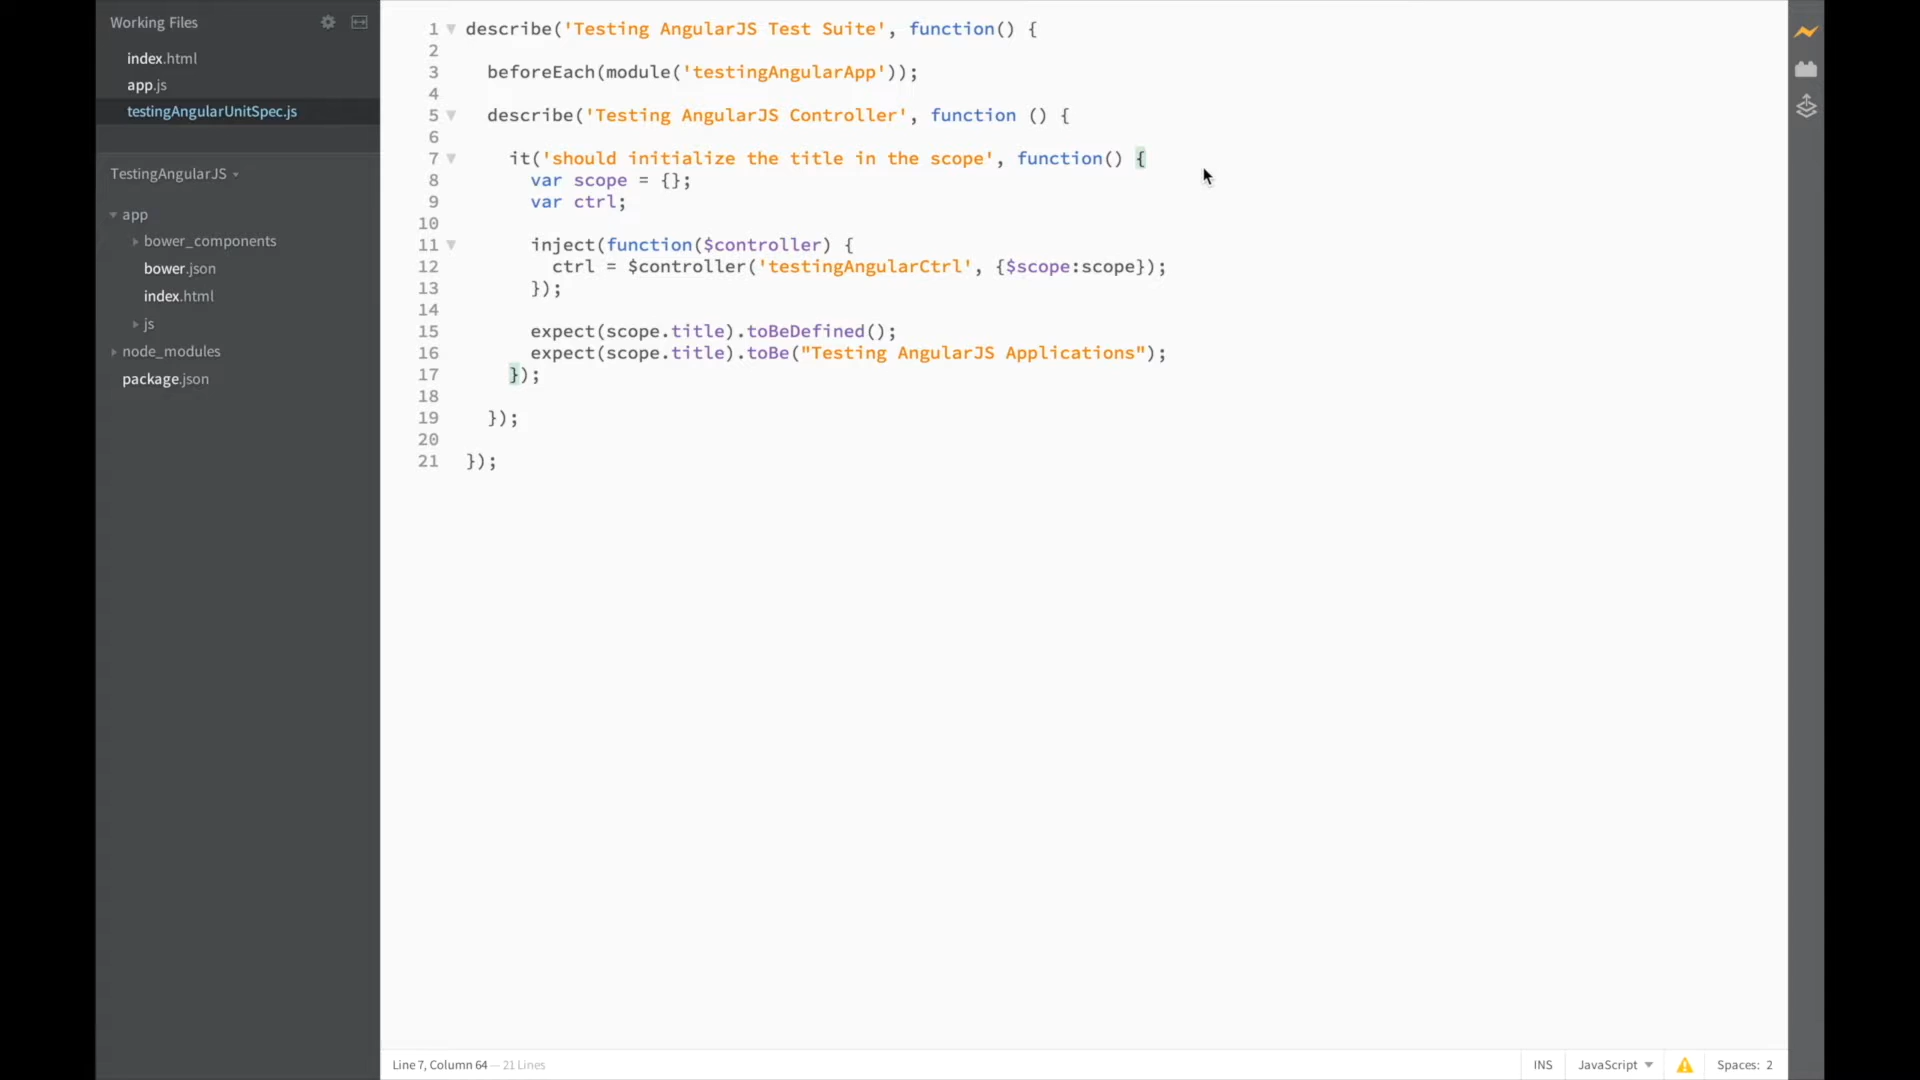 Working Files
index.html
app.js
testingAngularUnitSpec.js
TestingAngularJS
app
bower_components
bower.json
index.html
js
node_modules
package.json
1 describe('Testing AngularJS Test Suite', function() {
2
3   beforeEach(module('testingAngularApp'));
4
5   describe('Testing AngularJS Controller', function () {
6
7     it('should initialize the title in the scope', function() {
8       var scope = {};
9       var ctrl;
10
11       inject(function($controller) {
12         ctrl = $controller('testingAngularCtrl', {$scope:scope});
13       });
14
15       expect(scope.title).toBeDefined();
16       expect(scope.title).toBe("Testing AngularJS Applications");
17     });
18
19   });
20
21 });
Line 7, Column 64 — 21 Lines
INS
JavaScript
Spaces: 2